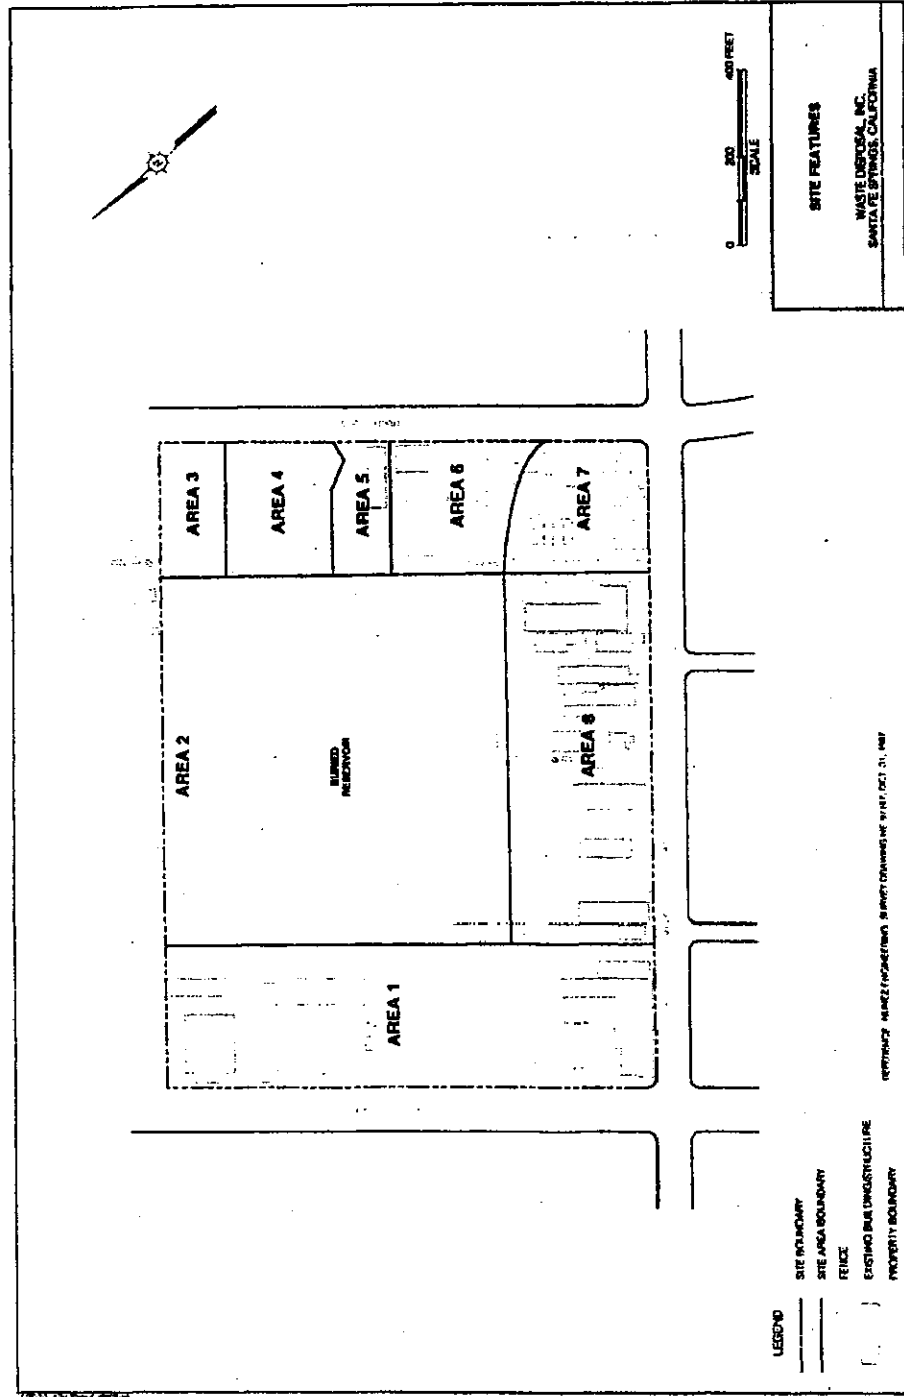 AREA 1
AREA 2
BURIED
RESERVOIR
AREA 3
AREA 4
AREA 5
AREA 6
AREA 7
AREA 8
0 200 400 FEET
SCALE
LEGEND
SITE BOUNDARY
SITE AREA BOUNDARY
FENCE
EXISTING BUILDING/STRUCTURE
PROPERTY BOUNDARY
SITE FEATURES
WASTE DISPOSAL, INC.
SANTA FE SPRINGS, CALIFORNIA